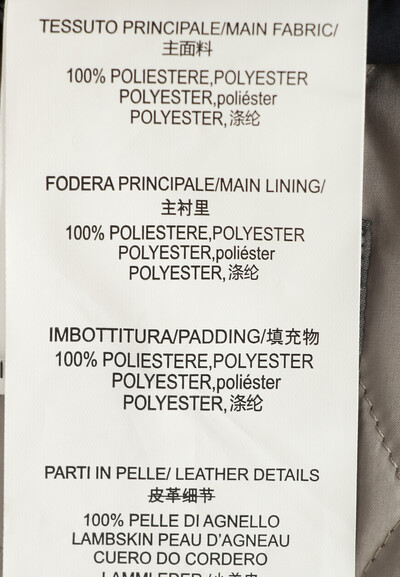 TESSUTO PRINCIPALE/MAIN FABRIC/
主面料
100% POLIESTERE,POLYESTER
POLYESTER,poliéster
POLYESTER,涤纶
FODERA PRINCIPALE/MAIN LINING/
主衬里
100% POLIESTERE,POLYESTER
POLYESTER,poliéster
POLYESTER,涤纶
IMBOTTITURA/PADDING/填充物
100% POLIESTERE,POLYESTER
POLYESTER,poliéster
POLYESTER,涤纶
PARTI IN PELLE/ LEATHER DETAILS
皮革细节
100% PELLE DI AGNELLO
LAMBSKIN PEAU D'AGNEAU
CUERO DO CORDERO